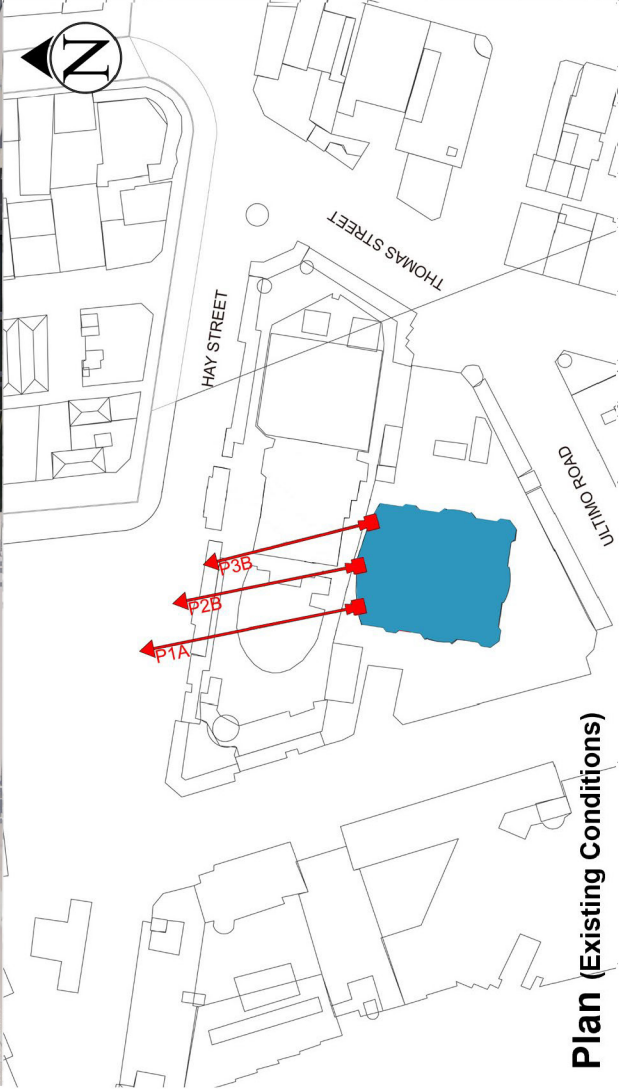 N
HAY STREET
THOMAS STREET
ULTIMO ROAD
P3B
P2B
P1A
Plan (Existing Conditions)